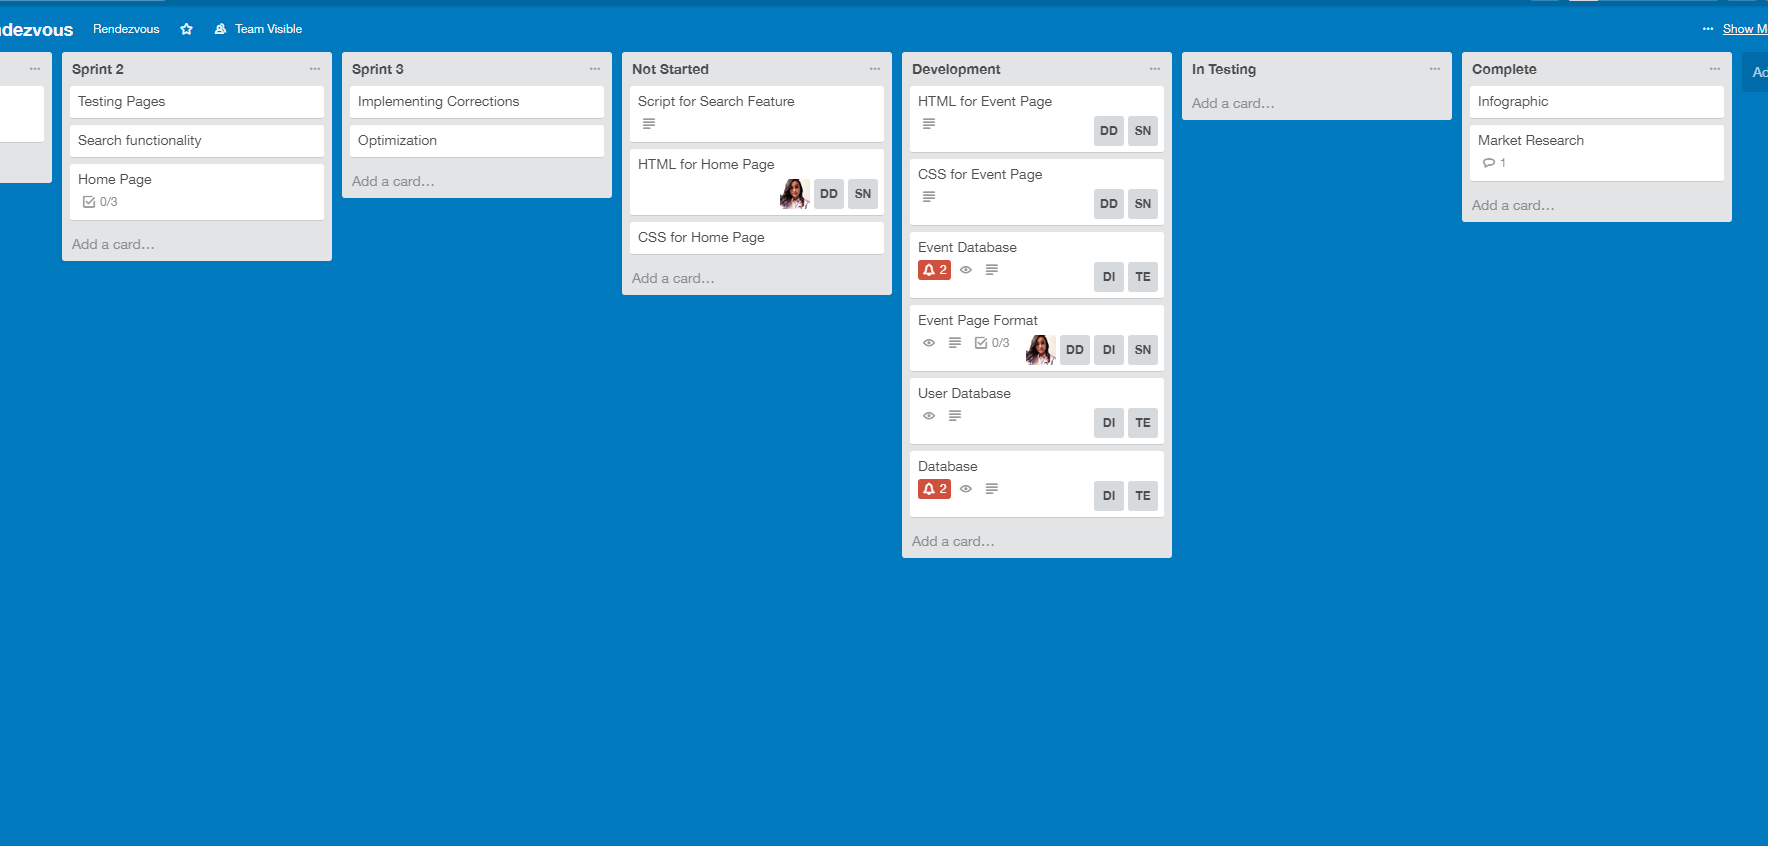 dezvous Rendezvous Team Visible Show M
Sprint 2
Testing Pages
Search functionality
Home Page
0/3
Add a card...
Sprint 3
Implementing Corrections
Optimization
Add a card...
Not Started
Script for Search Feature
HTML for Home Page
DD SN
CSS for Home Page
Add a card...
Development
HTML for Event Page
DD SN
CSS for Event Page
DD SN
Event Database
2
DI TE
Event Page Format
0/3 DD DI SN
User Database
DI TE
Database
2
DI TE
Add a card...
In Testing
Add a card...
Complete
Infographic
Market Research
1
Add a card...
Ad